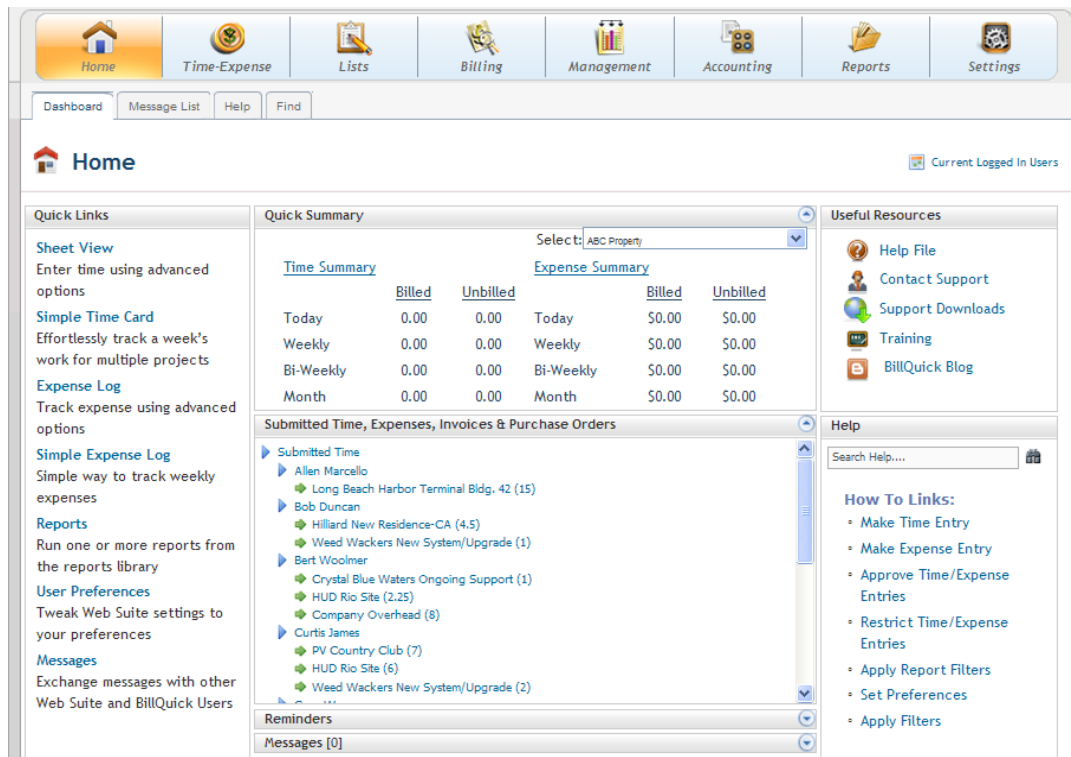 Home
Time-Expense
Lists
Billing
Management
Accounting
Reports
Settings
Dashboard
Message List
Help
Find
Home
Current Logged In Users
Quick Links
Sheet View
Enter time using advanced
options
Simple Time Card
Effortlessly track a week's
work for multiple projects
Expense Log
Track expense using advanced
options
Simple Expense Log
Simple way to track weekly
expenses
Reports
Run one or more reports from
the reports library
User Preferences
Tweak Web Suite settings to
your preferences
Messages
Exchange messages with other
Web Suite and BillQuick Users
Quick Summary
Select: ABC Property
Time Summary Expense Summary
Billed Unbilled Billed Unbilled
Today 0.00 0.00 Today $0.00 $0.00
Weekly 0.00 0.00 Weekly $0.00 $0.00
Bi-Weekly 0.00 0.00 Bi-Weekly $0.00 $0.00
Month 0.00 0.00 Month $0.00 $0.00
Submitted Time, Expenses, Invoices & Purchase Orders
Submitted Time
Allen Marcello
Long Beach Harbor Terminal Bldg. 42 (15)
Bob Duncan
Hilliard New Residence-CA (4.5)
Weed Wackers New System/Upgrade (1)
Bert Woolmer
Crystal Blue Waters Ongoing Support (1)
HUD Rio Site (2.25)
Company Overhead (8)
Curtis James
PV Country Club (7)
HUD Rio Site (6)
Weed Wackers New System/Upgrade (2)
Reminders
Messages [0]
Useful Resources
Help File
Contact Support
Support Downloads
Training
BillQuick Blog
Help
Search Help....
How To Links:
Make Time Entry
Make Expense Entry
Approve Time/Expense
Entries
Restrict Time/Expense
Entries
Apply Report Filters
Set Preferences
Apply Filters